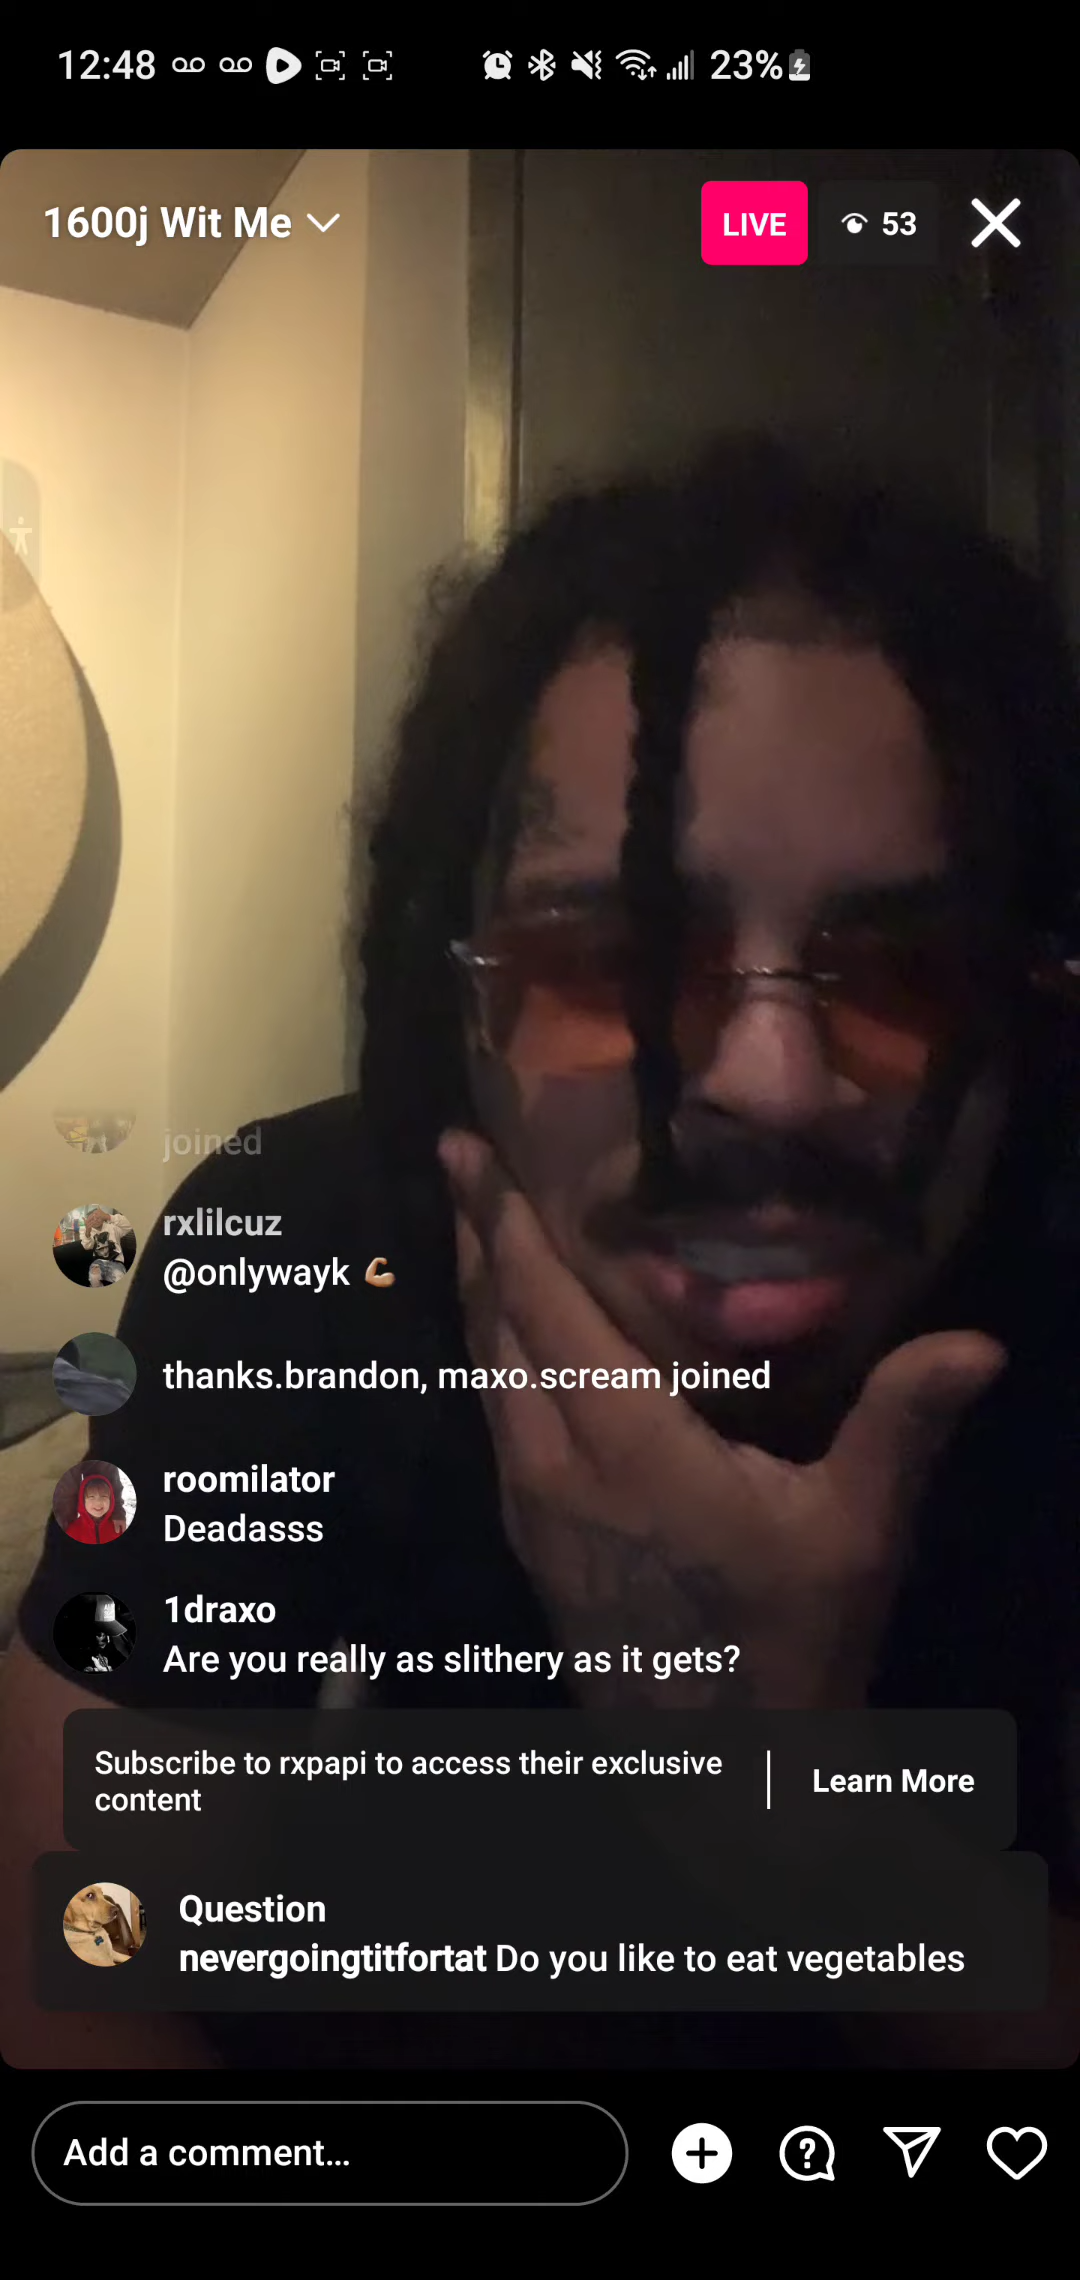 12:48
23%
1600j Wit Me
LIVE
53
joined
rxlilcuz
@onlywayk 💪🏼
thanks.brandon, maxo.scream joined
roomilator
Deadasss
1draxo
Are you really as slithery as it gets?
Subscribe to rxpapi to access their exclusive
content
Learn More
Question
nevergoingtitfortat Do you like to eat vegetables
Add a comment...